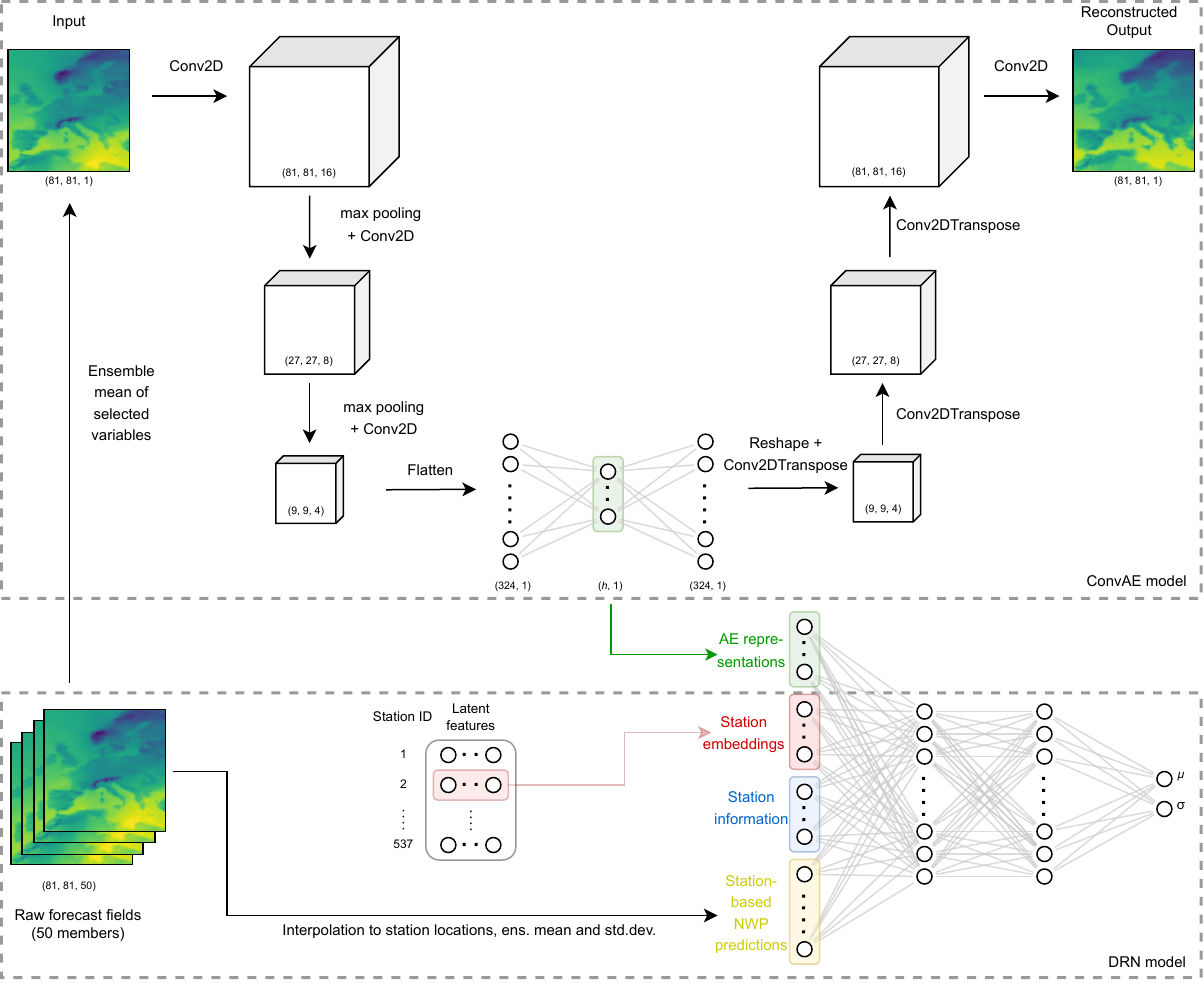 Input
Conv2D
(81, 81, 1)
(81, 81, 16)
max pooling
+ Conv2D
(27, 27, 8)
max pooling
+ Conv2D
(9, 9, 4)
Flatten
(324, 1)
(h, 1)
(324, 1)
Reshape +
Conv2DTranspose
(9, 9, 4)
Conv2DTranspose
(27, 27, 8)
Conv2DTranspose
(81, 81, 16)
Conv2D
Reconstructed
Output
(81, 81, 1)
ConvAE model
Ensemble
mean of
selected
variables
(81, 81, 50)
Raw forecast fields
(50 members)
Station ID
Latent
features
1
2
537
AE repre-
sentations
Station
embeddings
Station
information
Station-
based
NWP
predictions
Interpolation to station locations, ens. mean and std.dev.
μ
σ
DRN model